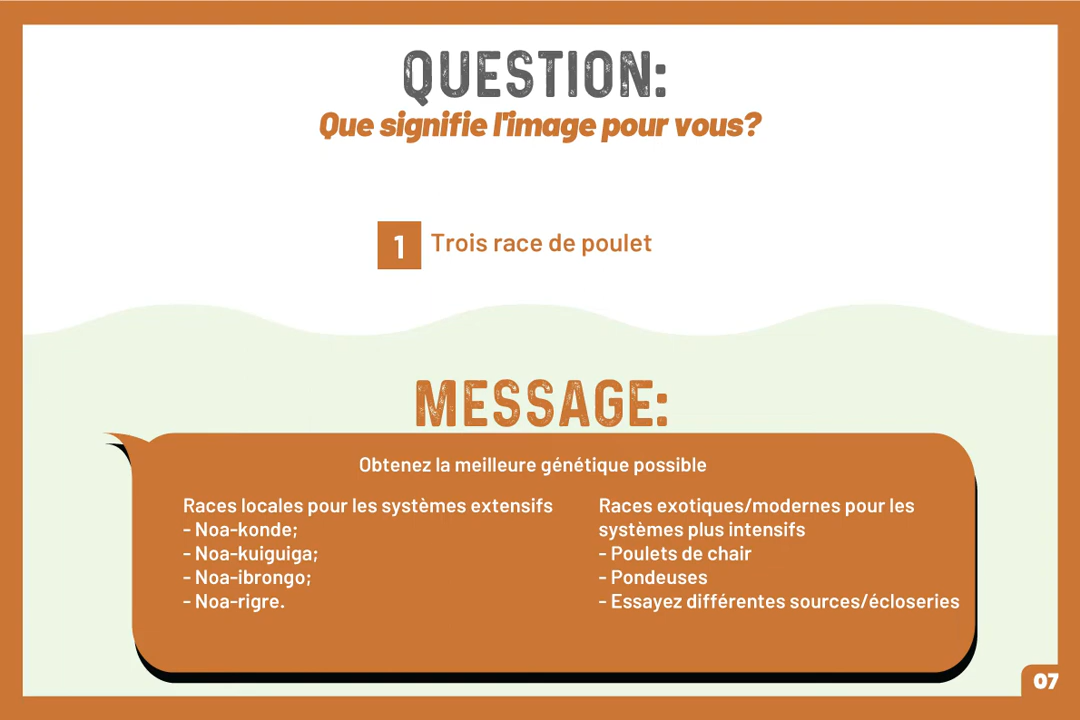 QUESTION:
Que signifie l'image pour vous?
1 Trois race de poulet
MESSAGE:
Obtenez la meilleure génétique possible
Races locales pour les systèmes extensifs
- Noa-konde;
- Noa-kuiguiga;
- Noa-ibrongo;
- Noa-rigre.
Races exotiques/modernes pour les
systèmes plus intensifs
- Poulets de chair
- Pondeuses
- Essayez différentes sources/écloseries
07